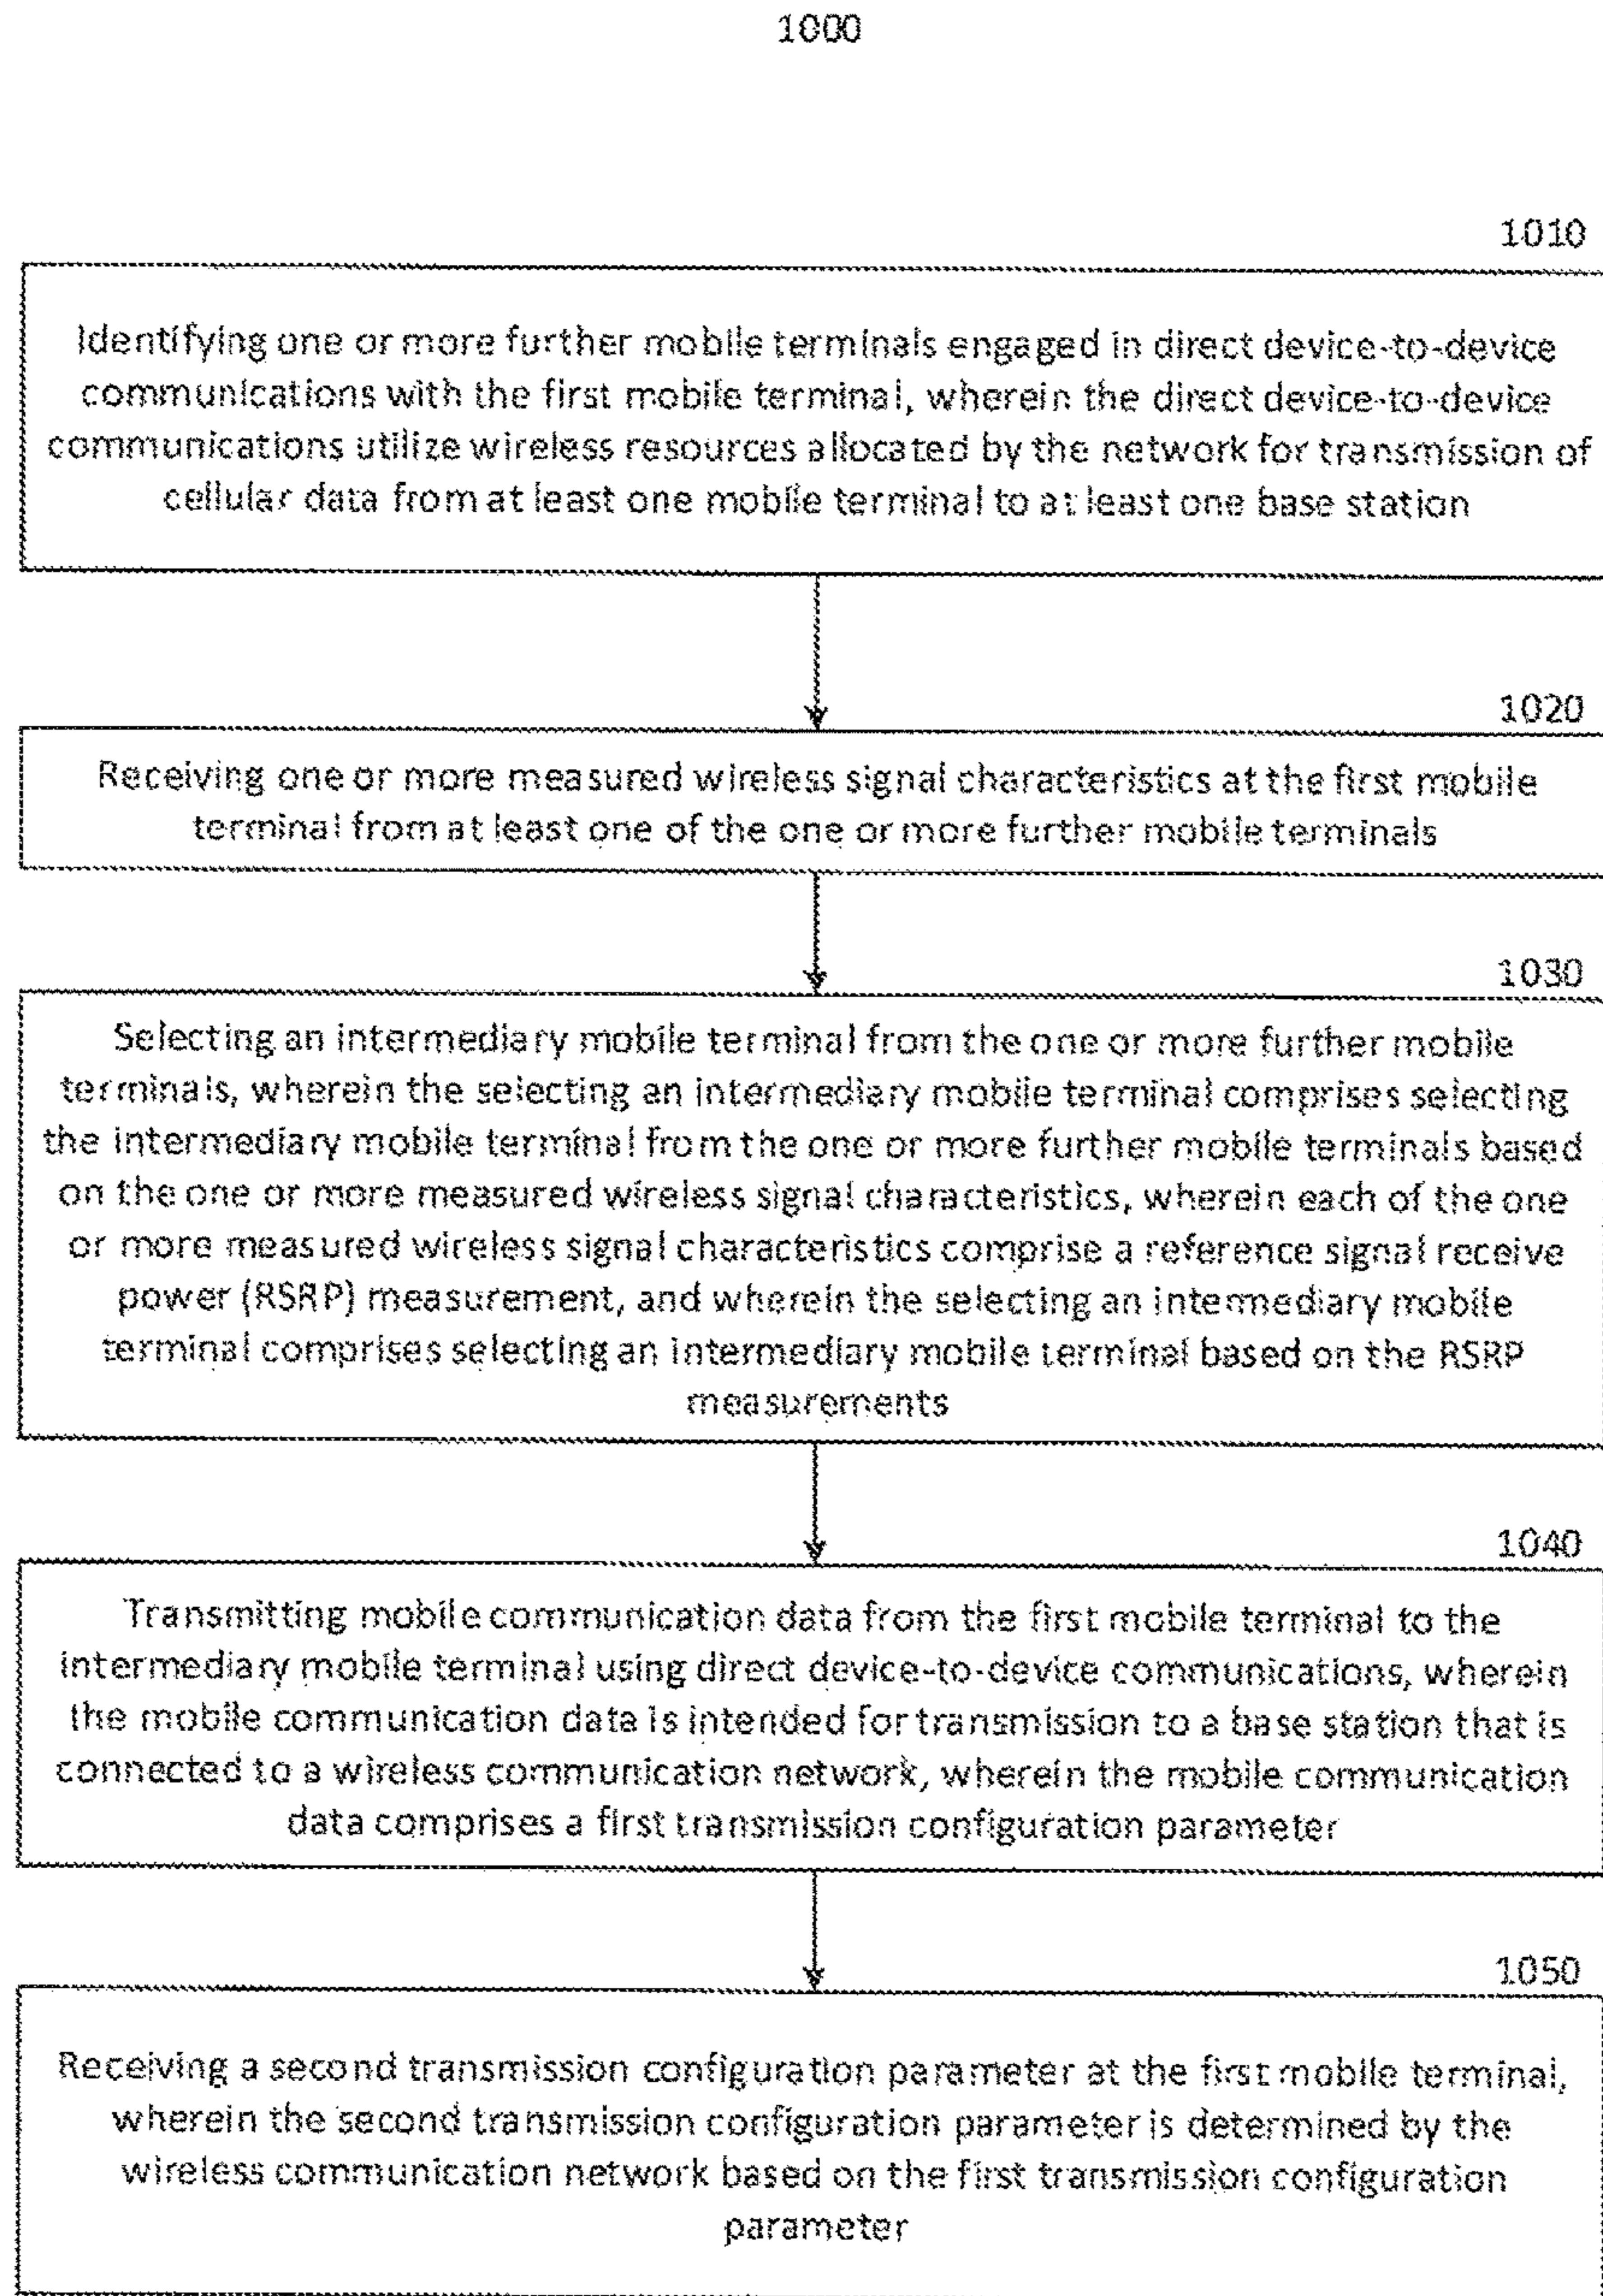 1000
1010
Identifying one or more further mobile terminals engaged in direct device-to-device
communications with the first mobile terminal, wherein the direct device-to-device
communications utilize wireless resources allocated by the network for transmission of
cellular data from at least one mobile terminal to at least one base station
1020
Receiving one or more measured wireless signal characteristics at the first mobile
terminal from at least one of the one or more further mobile terminals
1030
Selecting an intermediary mobile terminal from the one or more further mobile
terminals, wherein the selecting an intermediary mobile terminal comprises selecting
the intermediary mobile terminal from the one or more further mobile terminals based
on the one or more measured wireless signal characteristics, wherein each of the one
or more measured wireless signal characteristics comprise a reference signal receive
power (RSRP) measurement, and wherein the selecting an intermediary mobile
terminal comprises selecting an intermediary mobile terminal based on the RSRP
measurements
1040
Transmitting mobile communication data from the first mobile terminal to the
intermediary mobile terminal using direct device-to-device communications, wherein
the mobile communication data is intended for transmission to a base station that is
connected to a wireless communication network, wherein the mobile communication
data comprises a first transmission configuration parameter
1050
Receiving a second transmission configuration parameter at the first mobile terminal,
wherein the second transmission configuration parameter is determined by the
wireless communication network based on the first transmission configuration
parameter